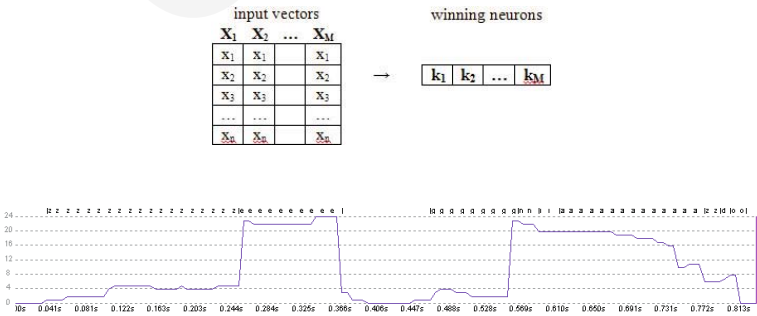 input vectors
winning neurons
X1 X2 ... XM
x1 x1 x1
x2 x2 x2
→
k1 k2 ... kM
x3 x3 x3
... ... ...
xn xn xn
24
20
16
12
8
4
0
0s 0.041s 0.081s 0.122s 0.163s 0.203s 0.244s 0.284s 0.325s 0.366s 0.406s 0.447s 0.488s 0.528s 0.569s 0.610s 0.650s 0.691s 0.731s 0.772s 0.813s